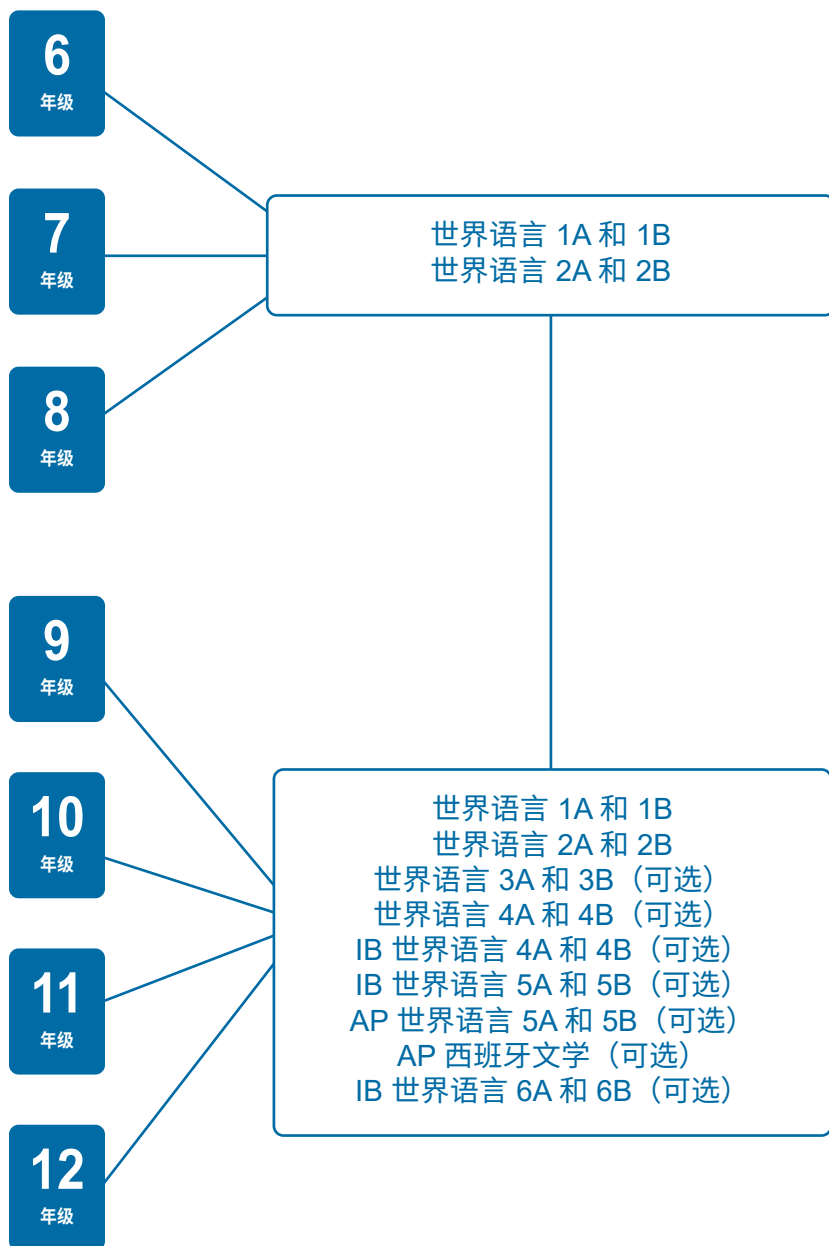 6
年级
7
年级
世界语言 1A 和 1B
世界语言 2A 和 2B
8
年级
9
年级
10
年级
11
年级
12
年级
世界语言 1A 和 1B
世界语言 2A 和 2B
世界语言 3A 和 3B（可选）
世界语言 4A 和 4B（可选）
IB 世界语言 4A 和 4B（可选）
IB 世界语言 5A 和 5B（可选）
AP 世界语言 5A 和 5B（可选）
AP 西班牙文学（可选）
IB 世界语言 6A 和 6B（可选）